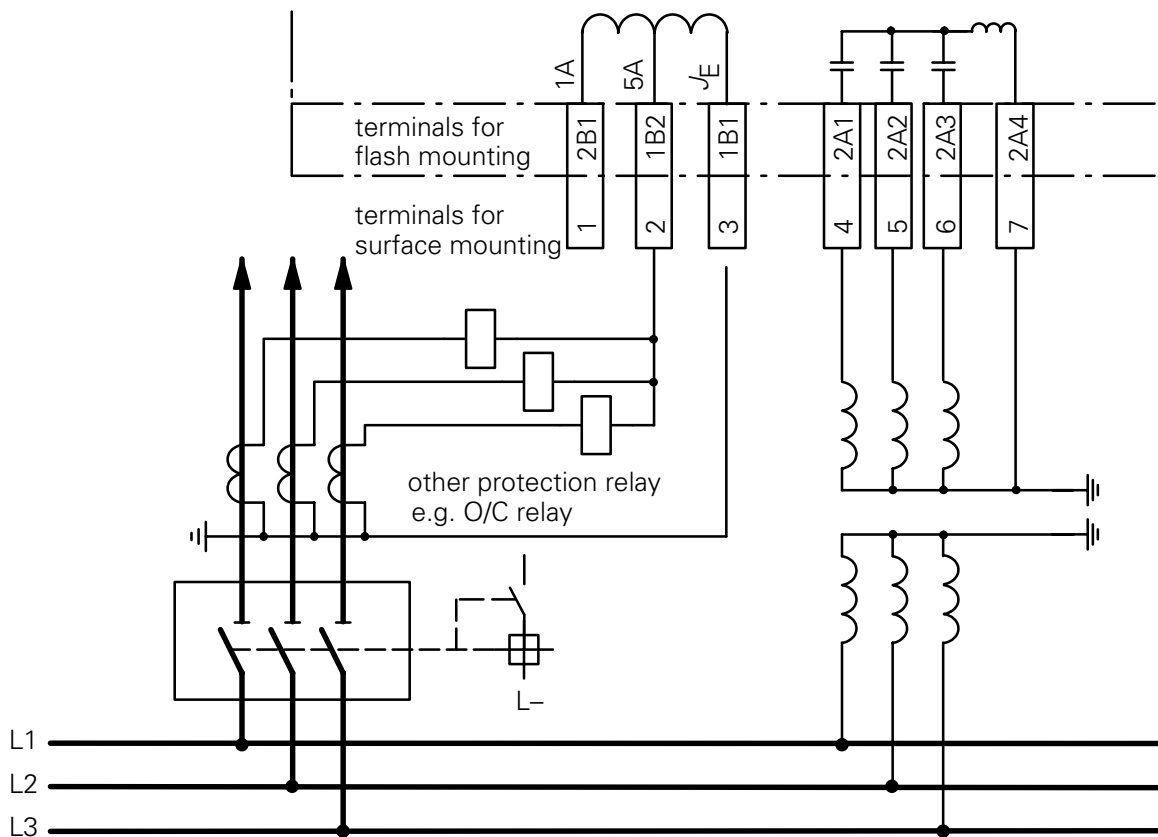 1A
5A
JE
terminals for
flash mounting
2B1
1B2
1B1
2A1
2A2
2A3
2A4
terminals for
surface mounting
1
2
3
4
5
6
7
other protection relay
e.g. O/C relay
L–
L1
L2
L3